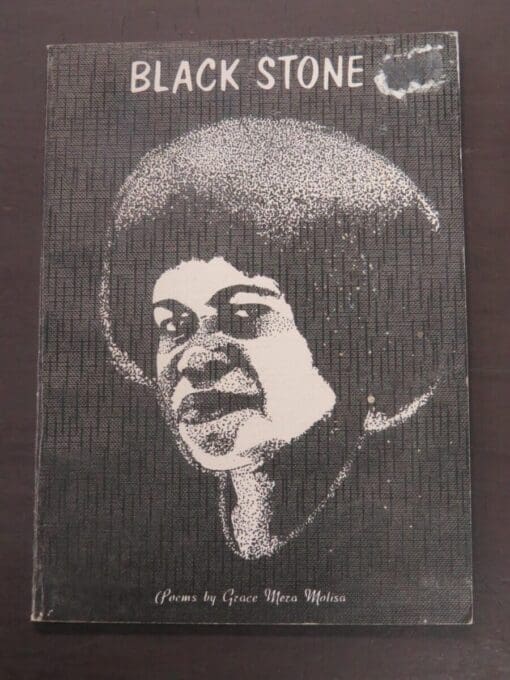 BLACK STONE
Poems by Grace Mera Molisa